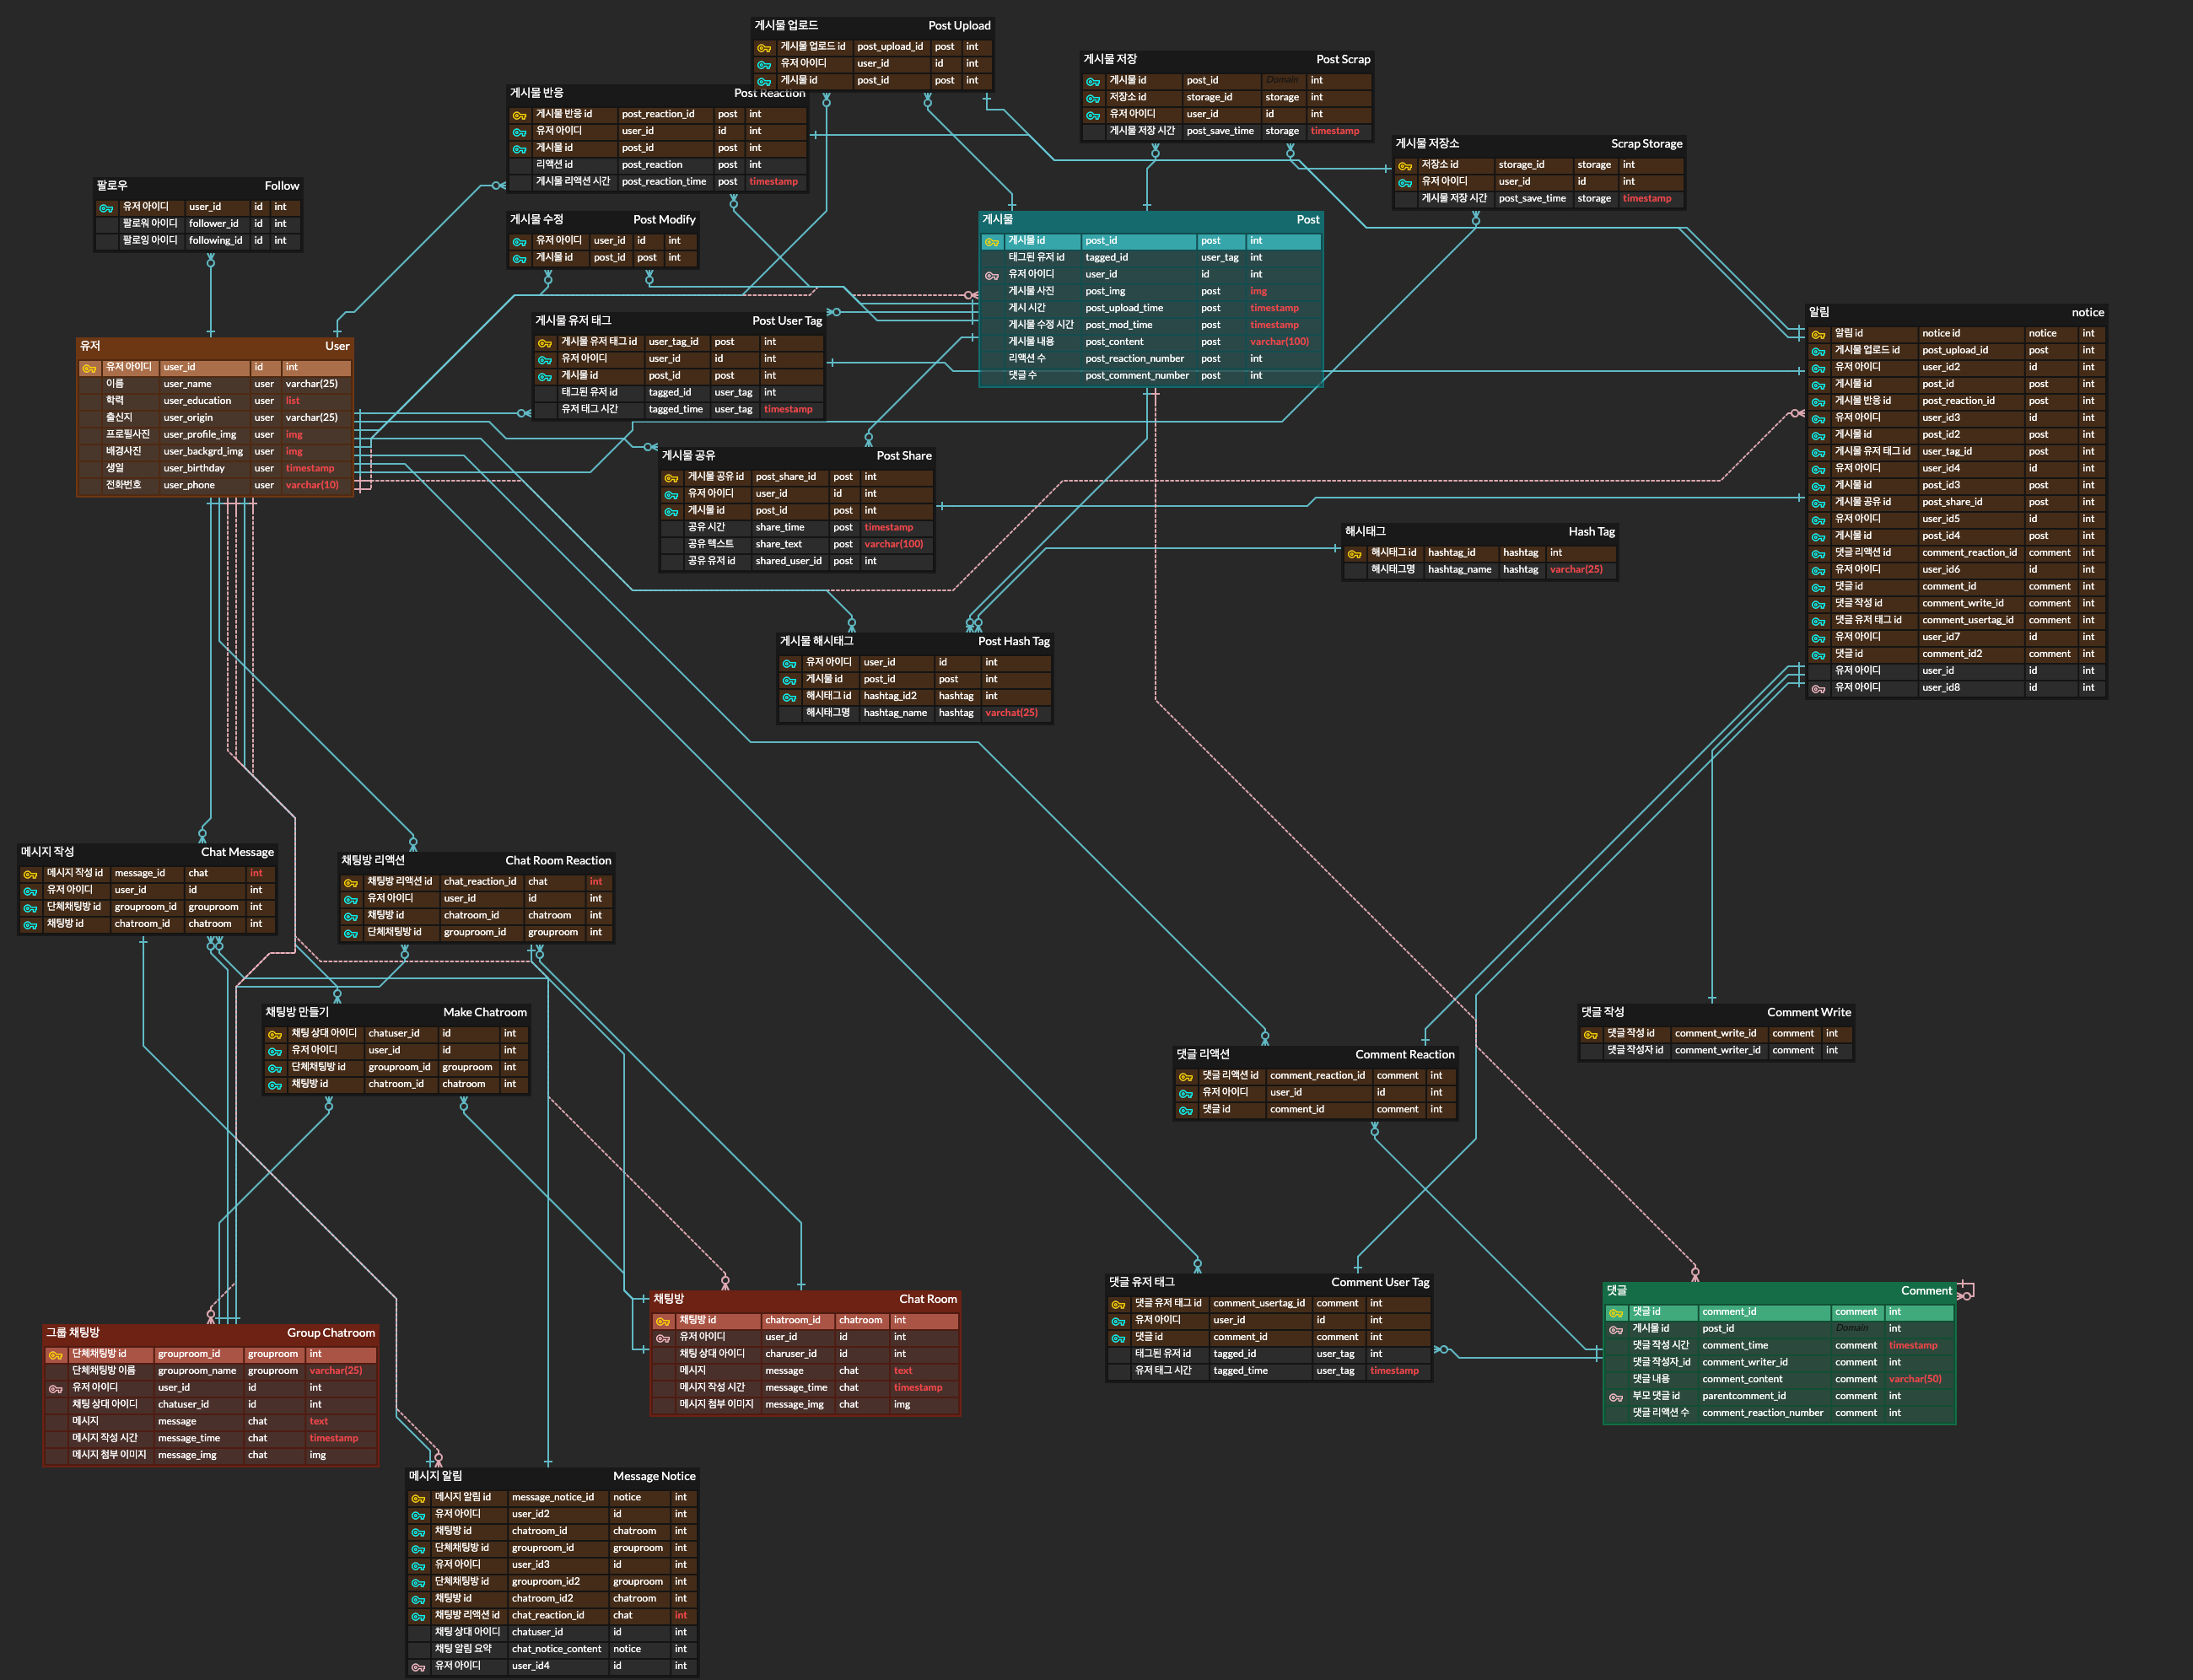 게시물 업로드 Post Upload
게시물 업로드 id post_upload_id post int
유저 아이디 user_id id int
게시물 id post_id post int
게시물 저장 Post Scrap
게시물 id post_id Domain int
저장소 id storage_id storage int
유저 아이디 user_id id int
게시물 저장 시간 post_save_time storage timestamp
게시물 반응 Post Reaction
게시물 반응 id post_reaction_id post int
유저 아이디 user_id id int
게시물 id post_id post int
리액션 id post_reaction post int
게시물 리액션 시간 post_reaction_time post timestamp
게시물 저장소 Scrap Storage
저장소 id storage_id storage int
유저 아이디 user_id id int
게시물 저장 시간 post_save_time storage timestamp
팔로우 Follow
유저 아이디 user_id id int
팔로워 아이디 follower_id id int
팔로잉 아이디 following_id id int
게시물 수정 Post Modify
유저 아이디 user_id id int
게시물 id post_id post int
게시물 Post
게시물 id post_id post int
태그된 유저 id tagged_id user_tag int
유저 아이디 user_id id int
게시물 사진 post_img post img
게시 시간 post_upload_time post timestamp
게시물 수정 시간 post_mod_time post timestamp
게시물 내용 post_content post varchar(100)
리액션 수 post_reaction_number post int
댓글 수 post_comment_number post int
알림 notice
알림 id notice id notice int
게시물 업로드 id post_upload_id post int
유저 아이디 user_id2 id int
게시물 id post_id post int
게시물 반응 id post_reaction_id post int
유저 아이디 user_id3 id int
게시물 id post_id2 post int
게시물 유저 태그 id user_tag_id post int
유저 아이디 user_id4 id int
게시물 id post_id3 post int
게시물 공유 id post_share_id post int
유저 아이디 user_id5 id int
게시물 id post_id4 post int
댓글 리액션 id comment_reaction_id comment int
유저 아이디 user_id6 id int
댓글 id comment_id comment int
댓글 작성 id comment_write_id comment int
댓글 유저 태그 id comment_usertag_id comment int
유저 아이디 user_id7 id int
댓글 id comment_id2 comment int
유저 아이디 user_id id int
유저 아이디 user_id8 id int
게시물 유저 태그 Post User Tag
게시물 유저 태그 id user_tag_id post int
유저 아이디 user_id id int
게시물 id post_id post int
태그된 유저 id tagged_id user_tag int
유저 태그 시간 tagged_time user_tag timestamp
유저 User
유저 아이디 user_id id int
이름 user_name user varchar(25)
학력 user_education user list
출신지 user_origin user varchar(25)
프로필사진 user_profile_img user img
배경사진 user_backgrd_img user img
생일 user_birthday user timestamp
전화번호 user_phone user varchar(10)
게시물 공유 Post Share
게시물 공유 id post_share_id post int
유저 아이디 user_id id int
게시물 id post_id post int
공유 시간 share_time post timestamp
공유 텍스트 share_text post varchar(100)
공유 유저 id shared_user_id post int
해시태그 Hash Tag
해시태그 id hashtag_id hashtag int
해시태그명 hashtag_name hashtag varchar(25)
게시물 해시태그 Post Hash Tag
유저 아이디 user_id id int
게시물 id post_id post int
해시태그 id hashtag_id2 hashtag int
해시태그명 hashtag_name hashtag varchat(25)
메시지 작성 Chat Message
메시지 작성 id message_id chat int
유저 아이디 user_id id int
단체채팅방 id grouproom_id grouproom int
채팅방 id chatroom_id chatroom int
채팅방 리액션 Chat Room Reaction
채팅방 리액션 id chat_reaction_id chat int
유저 아이디 user_id id int
채팅방 id chatroom_id chatroom int
단체채팅방 id grouproom_id grouproom int
채팅방 만들기 Make Chatroom
채팅 상대 아이디 chatuser_id id int
유저 아이디 user_id id int
단체채팅방 id grouproom_id grouproom int
채팅방 id chatroom_id chatroom int
댓글 작성 Comment Write
댓글 작성 id comment_write_id comment int
댓글 작성자 id comment_writer_id comment int
댓글 리액션 Comment Reaction
댓글 리액션 id comment_reaction_id comment int
유저 아이디 user_id id int
댓글 id comment_id comment int
댓글 유저 태그 Comment User Tag
댓글 유저 태그 id comment_usertag_id comment int
유저 아이디 user_id id int
댓글 id comment_id comment int
태그된 유저 id tagged_id user_tag int
유저 태그 시간 tagged_time user_tag timestamp
댓글 Comment
댓글 id comment_id comment int
게시물 id post_id Domain int
댓글 작성 시간 comment_time comment timestamp
댓글 작성자_id comment_writer_id comment int
댓글 내용 comment_content comment varchar(50)
부모 댓글 id parentcomment_id comment int
댓글 리액션 수 comment_reaction_number comment int
채팅방 Chat Room
채팅방 id chatroom_id chatroom int
유저 아이디 user_id id int
채팅 상대 아이디 charuser_id id int
메시지 message chat text
메시지 작성 시간 message_time chat timestamp
메시지 첨부 이미지 message_img chat img
그룹 채팅방 Group Chatroom
단체채팅방 id grouproom_id grouproom int
단체채팅방 이름 grouproom_name grouproom varchar(25)
유저 아이디 user_id id int
채팅 상대 아이디 chatuser_id id int
메시지 message chat text
메시지 작성 시간 message_time chat timestamp
메시지 첨부 이미지 message_img chat img
메시지 알림 Message Notice
메시지 알림 id message_notice_id notice int
유저 아이디 user_id2 id int
채팅방 id chatroom_id chatroom int
단체채팅방 id grouproom_id grouproom int
유저 아이디 user_id3 id int
단체채팅방 id grouproom_id2 grouproom int
채팅방 id chatroom_id2 chatroom int
채팅방 리액션 id chat_reaction_id chat int
채팅 상대 아이디 chatuser_id id int
채팅 알림 요약 chat_notice_content notice int
유저 아이디 user_id4 id int